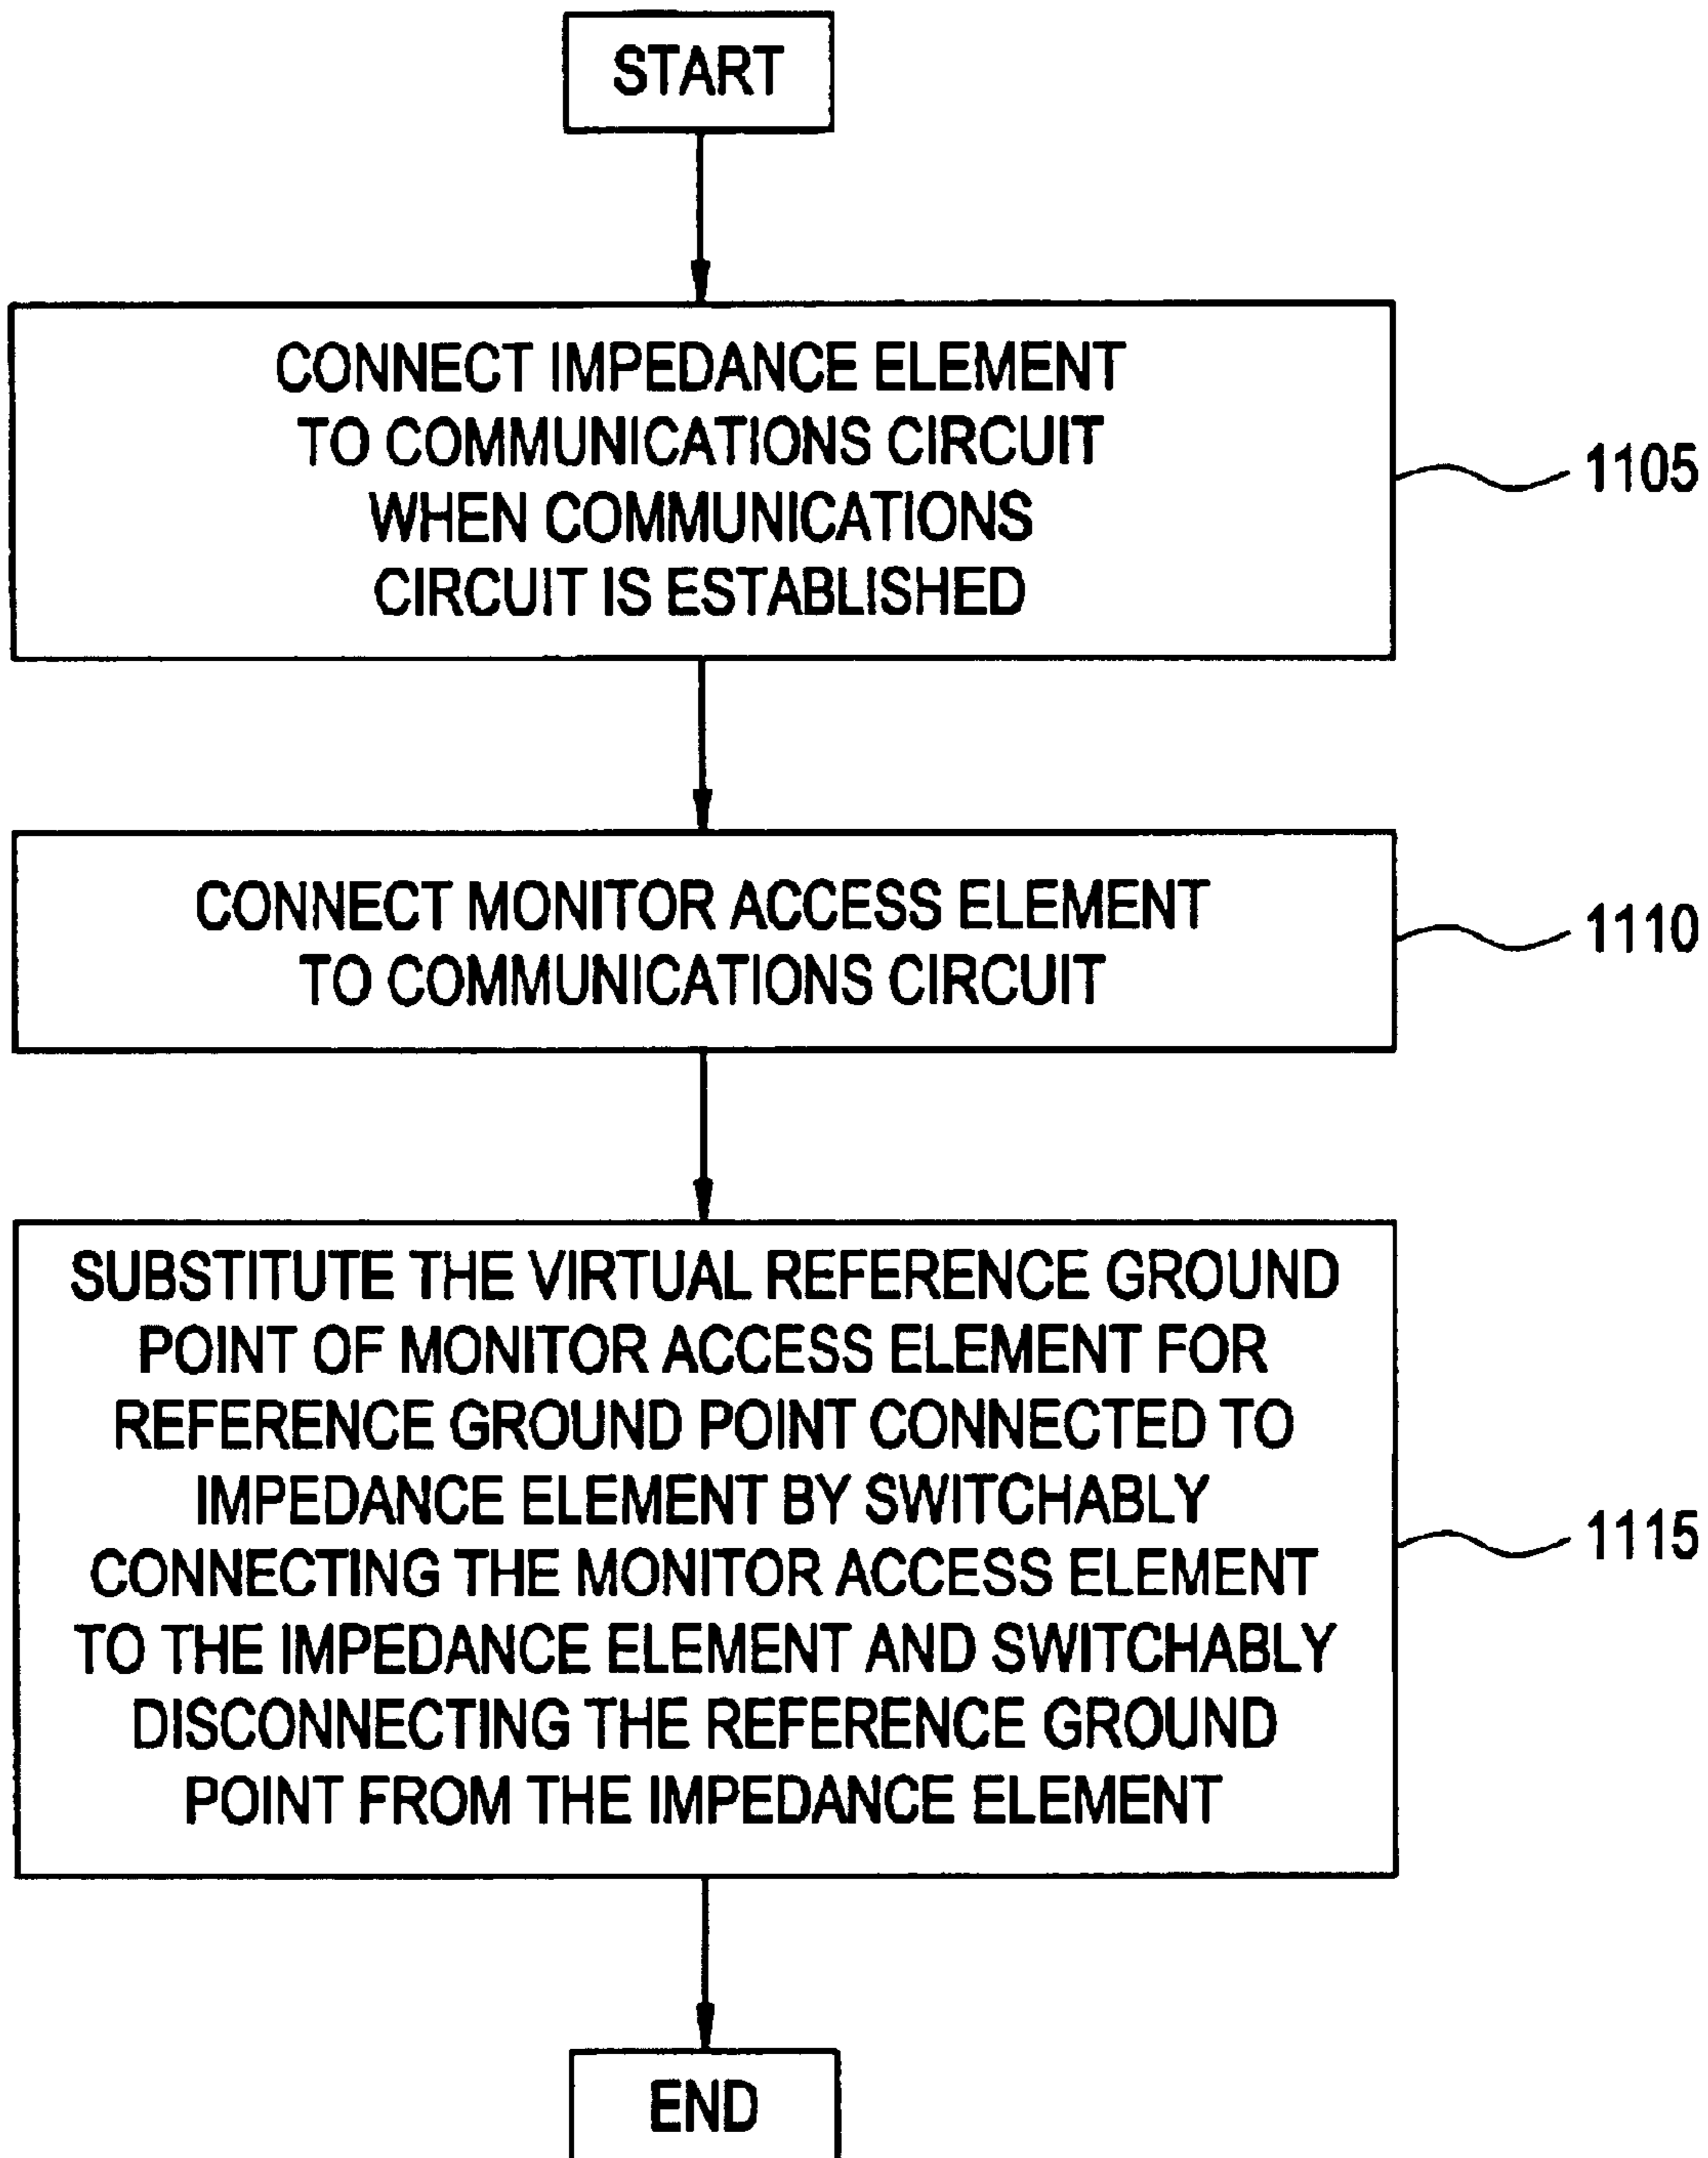 START
CONNECT IMPEDANCE ELEMENT
TO COMMUNICATIONS CIRCUIT
WHEN COMMUNICATIONS
CIRCUIT IS ESTABLISHED
1105
CONNECT MONITOR ACCESS ELEMENT
TO COMMUNICATIONS CIRCUIT
1110
SUBSTITUTE THE VIRTUAL REFERENCE GROUND
POINT OF MONITOR ACCESS ELEMENT FOR
REFERENCE GROUND POINT CONNECTED TO
IMPEDANCE ELEMENT BY SWITCHABLY
CONNECTING THE MONITOR ACCESS ELEMENT
TO THE IMPEDANCE ELEMENT AND SWITCHABLY
DISCONNECTING THE REFERENCE GROUND
POINT FROM THE IMPEDANCE ELEMENT
1115
END